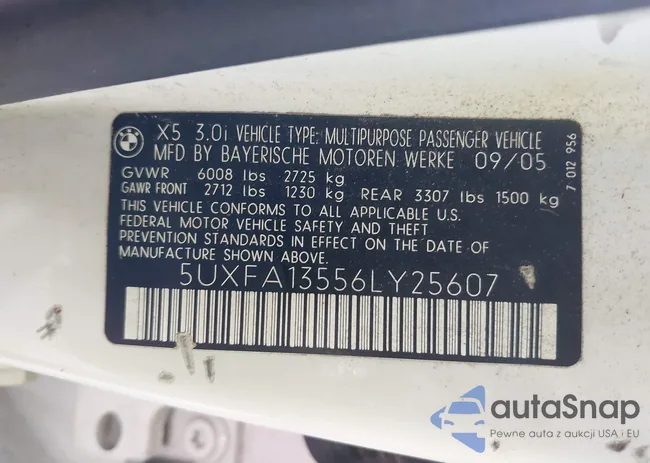 X5 3.0i VEHICLE TYPE: MULTIPURPOSE PASSENGER VEHICLE
MFD BY BAYERISCHE MOTOREN WERKE 09/05
GVWR 6008 lbs 2725 kg
GAWR FRONT 2712 lbs 1230 kg REAR 3307 lbs 1500 kg
THIS VEHICLE CONFORMS TO ALL APPLICABLE U.S.
FEDERAL MOTOR VEHICLE SAFETY AND THEFT
PREVENTION STANDARDS IN EFFECT ON THE DATE OF
MANUFACTURE SHOWN ABOVE.
5UXFA13556LY25607
7 012 956
autaSnap
Pewne auta z aukcji USA i EU